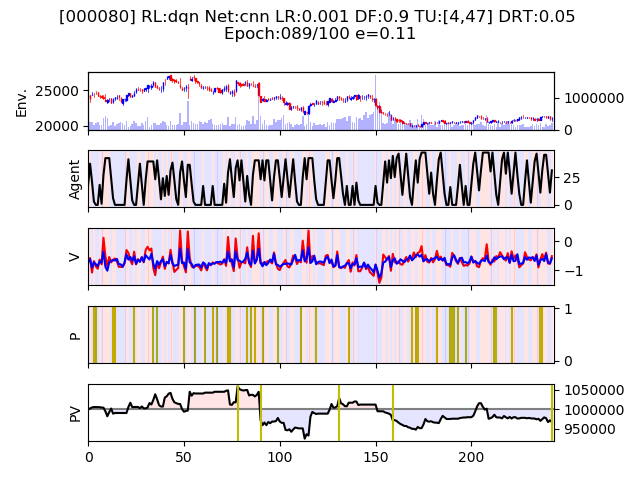 [000080] RL:dqn Net:cnn LR:0.001 DF:0.9 TU:[4,47] DRT:0.05
Epoch:089/100 e=0.11
Env.
25000
20000
1000000
0
Agent
25
0
V
0
−1
P
1
0
PV
1050000
1000000
950000
0
50
100
150
200